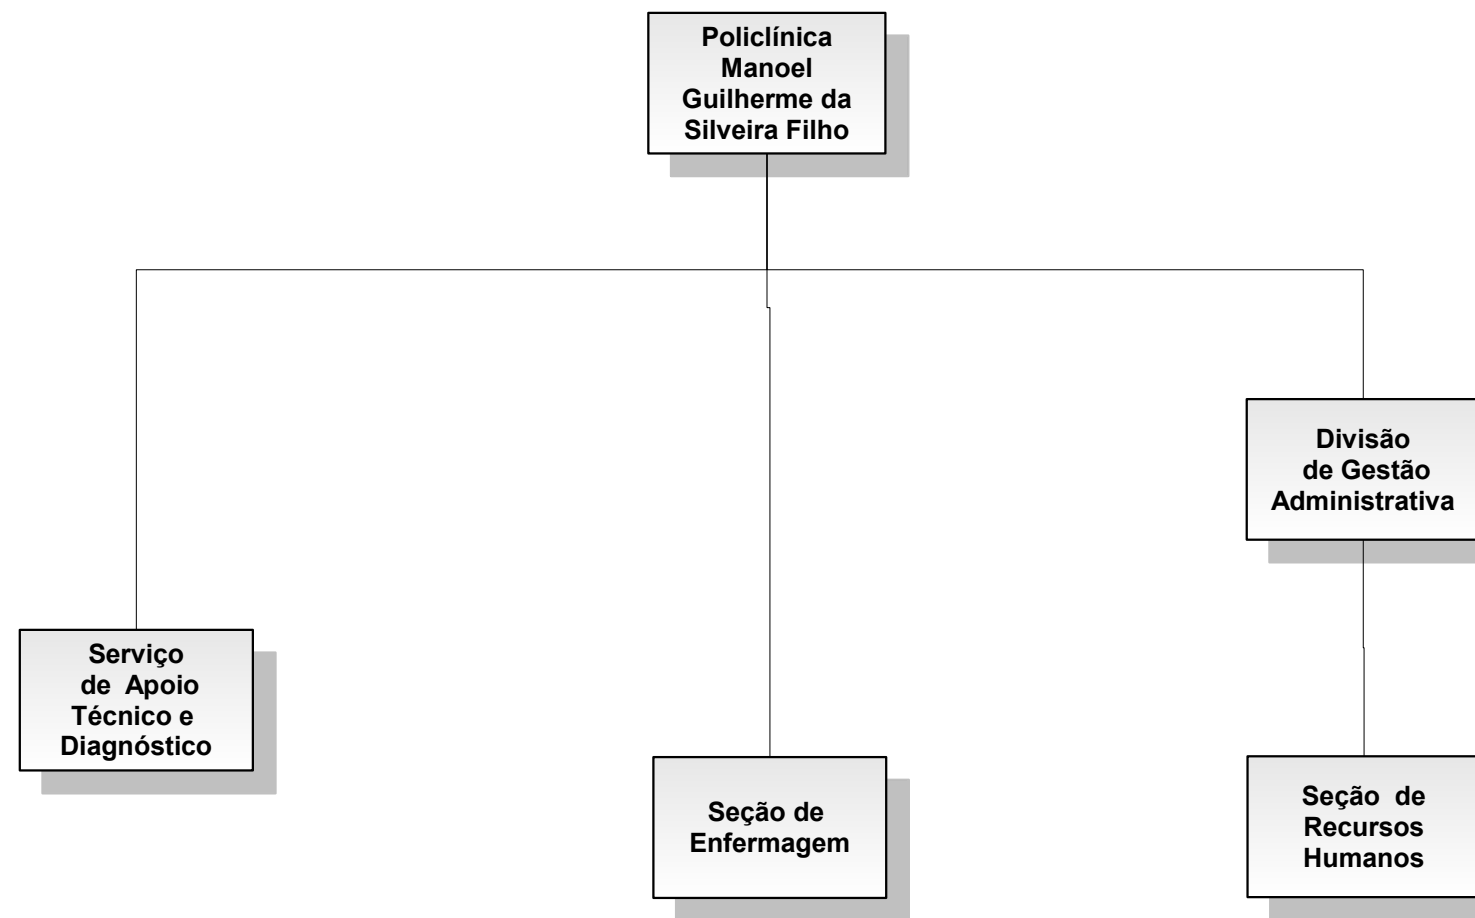 Policlínica
Manoel
Guilherme da
Silveira Filho
Divisão
de Gestão
Administrativa
Serviço
de Apoio
Técnico e
Diagnóstico
Seção de
Enfermagem
Seção de
Recursos
Humanos